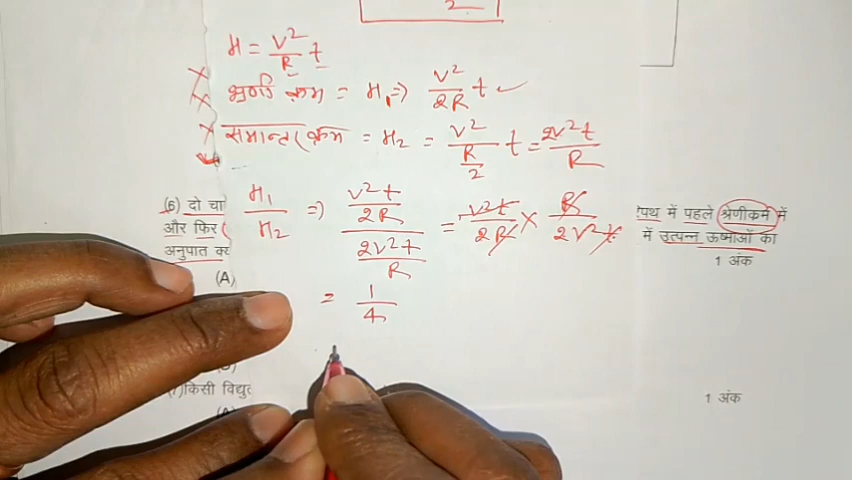 2
H = V²/R t
श्रेणी क्रम = H₁ => V²/2R t ✓
समान्तर क्रम = H₂ = V²/(R/2) t = 2V²t/R
(6) दो चा
पथ में पहले श्रेणीक्रम में
H₁/H₂ => (V²t/2R)/(2V²t/R) = V²t/2R × R/2V²t
और फिर
में उत्पन्न ऊष्माओं का
अनुपात क्
1 अंक
(A)
= 1/4
किसी विद्यु
1 अंक